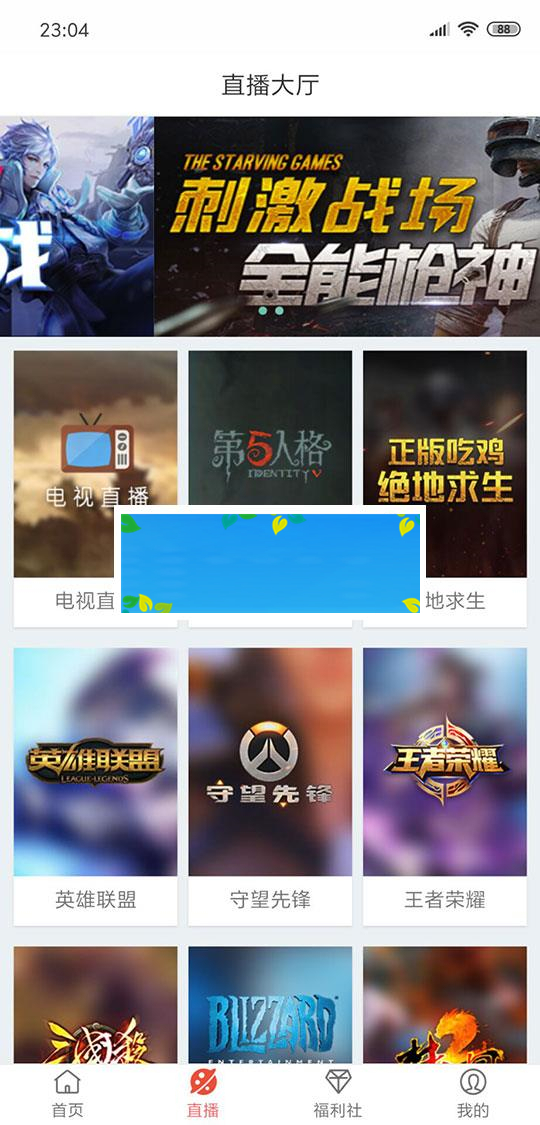 23:04
88
直播大厅
战
THE STARVING GAMES
刺激战场
全能枪神
电视直播
第5人格
IDENTITY V
正版吃鸡
绝地求生
电视直
地求生
英雄联盟
LEAGUE-LEGENDS
守望先锋
王者荣耀
英雄联盟
守望先锋
王者荣耀
BLIZZARD
ENTERTAINMENT
首页
直播
福利社
我的